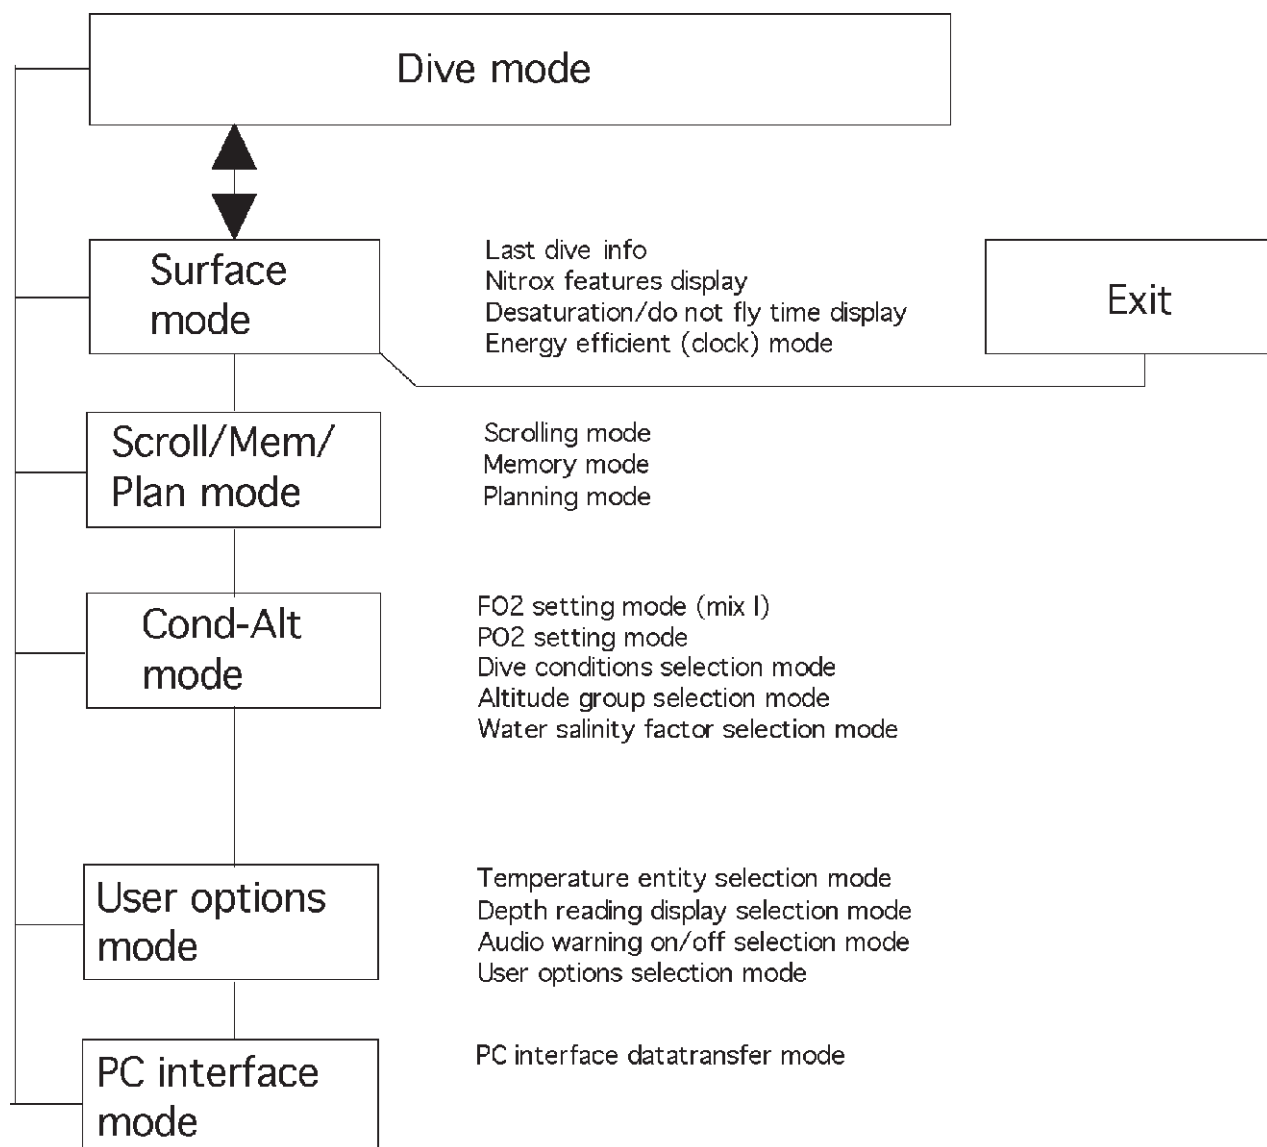 Dive mode
Surface
mode
Last dive info
Nitrox features display
Desaturation/do not fly time display
Energy efficient (clock) mode
Exit
Scroll/Mem/
Plan mode
Scrolling mode
Memory mode
Planning mode
Cond-Alt
mode
FO2 setting mode (mix I)
PO2 setting mode
Dive conditions selection mode
Altitude group selection mode
Water salinity factor selection mode
User options
mode
Temperature entity selection mode
Depth reading display selection mode
Audio warning on/off selection mode
User options selection mode
PC interface
mode
PC interface datatransfer mode